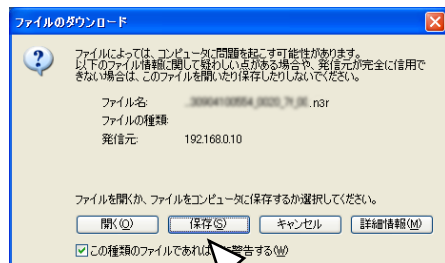 ファイルのダウンロード
ファイルによっては、コンピュータに問題を起こす可能性があります。
以下のファイル情報に関して疑わしい点がある場合や、発信元が完全に信用で
きない場合は、このファイルを開いたり保存したりしないでください。
ファイル名: .n3r
ファイルの種類:
発信元: 192.168.0.10
ファイルを開くか、ファイルをコンピュータに保存するか選択してください。
開く(O) 保存(S) キャンセル 詳細情報(M)
この種類のファイルであれば 警告する(W)